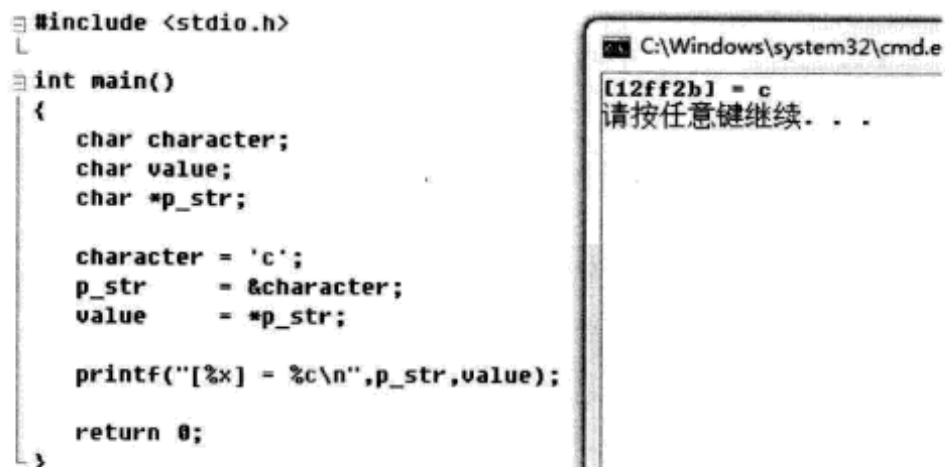 #include <stdio.h>
int main()
{
char character;
char value;
char *p_str;
character = 'c';
p_str = &character;
value = *p_str;
printf("[%x] = %c\n",p_str,value);
return 0;
}
C:\Windows\system32\cmd.e
[12ff2b] = c
请按任意键继续. . .